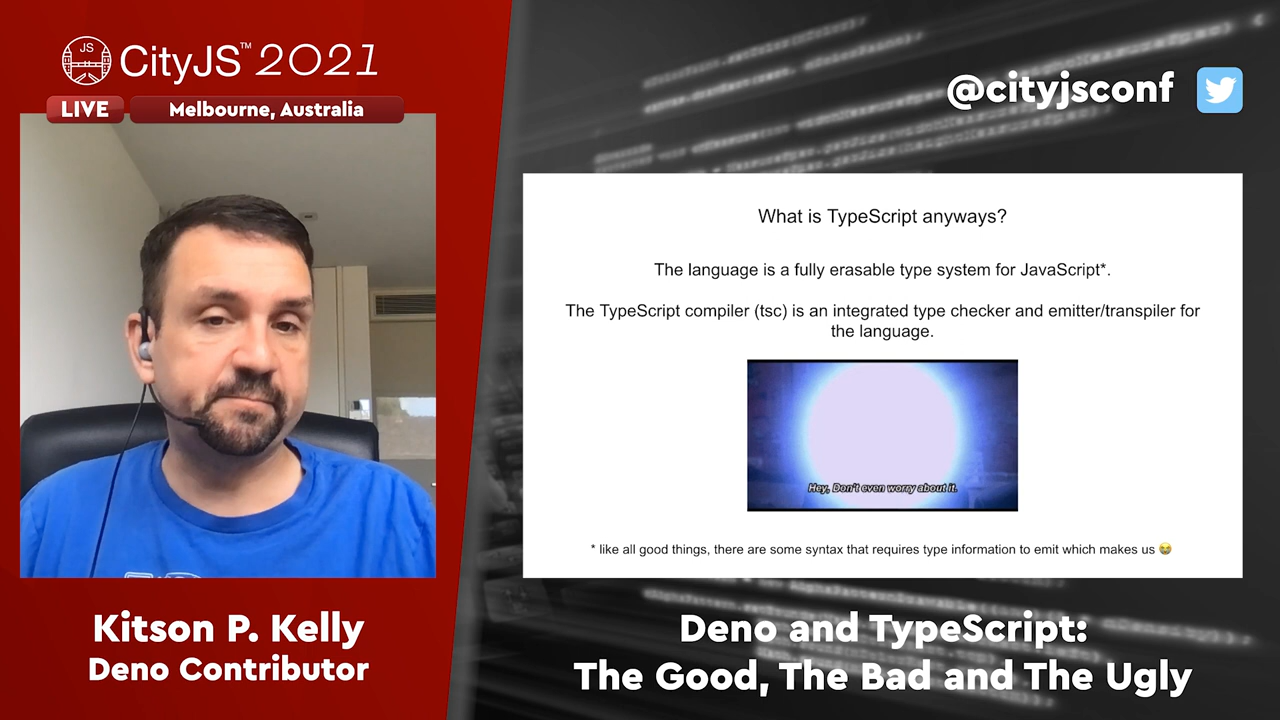 JS
CityJS™ 2021
LIVE
Melbourne, Australia
@cityjsconf
What is TypeScript anyways?
The language is a fully erasable type system for JavaScript*.
The TypeScript compiler (tsc) is an integrated type checker and emitter/transpiler for
the language.
Hey, Don't even worry about it.
* like all good things, there are some syntax that requires type information to emit which makes us 😭
Kitson P. Kelly
Deno Contributor
Deno and TypeScript:
The Good, The Bad and The Ugly